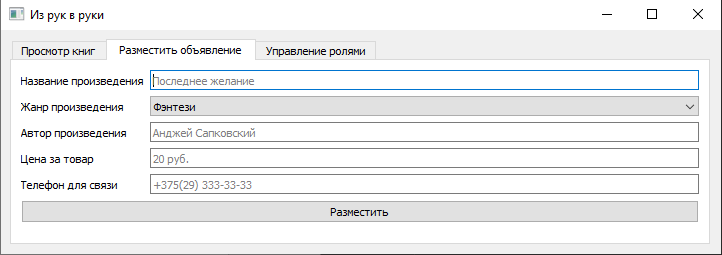 Из рук в руки
Просмотр книг Разместить объявление Управление ролями
Название произведения Последнее желание
Жанр произведения Фэнтези
Автор произведения Анджей Сапковский
Цена за товар 20 руб.
Телефон для связи +375(29) 333-33-33
Разместить